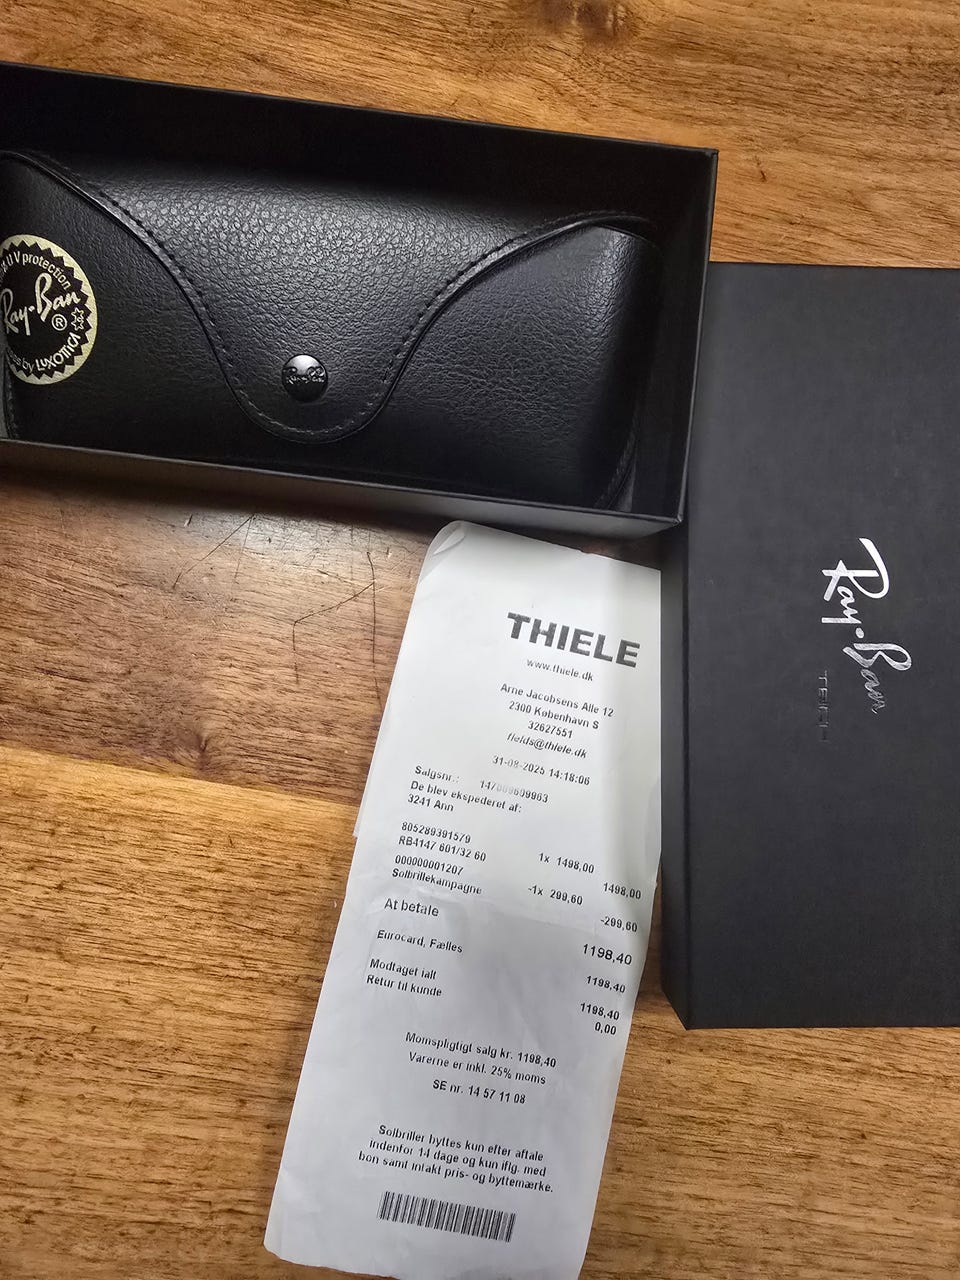 UV protection
Ray-Ban ®
by LUXOTTICA
Ray-Ban
Ray-Ban
TECH
THIELE
www.thiele.dk
Arne Jacobsens Alle 12
2300 København S
32627551
fields@thiele.dk
31-08-2025 14:18:06
Salgsnr.:
De blev ekspederet af:
3241 Ann
805289391579
RB4147 601/32 60 1x 1498,00 1498,00
000000001207
Solbrillekampagne -1x 299,60 -299,60
At betale 1198,40
Eurocard, Fælles 1198,40
Modtaget ialt 1198,40
Retur til kunde 0,00
Momspligtigt salg kr. 1198,40
Varerne er inkl. 25% moms
SE nr. 14 57 11 08
Solbriller byttes kun efter aftale
indenfor 14 dage og kun iflg. med
bon samt intakt pris- og byttemærke.